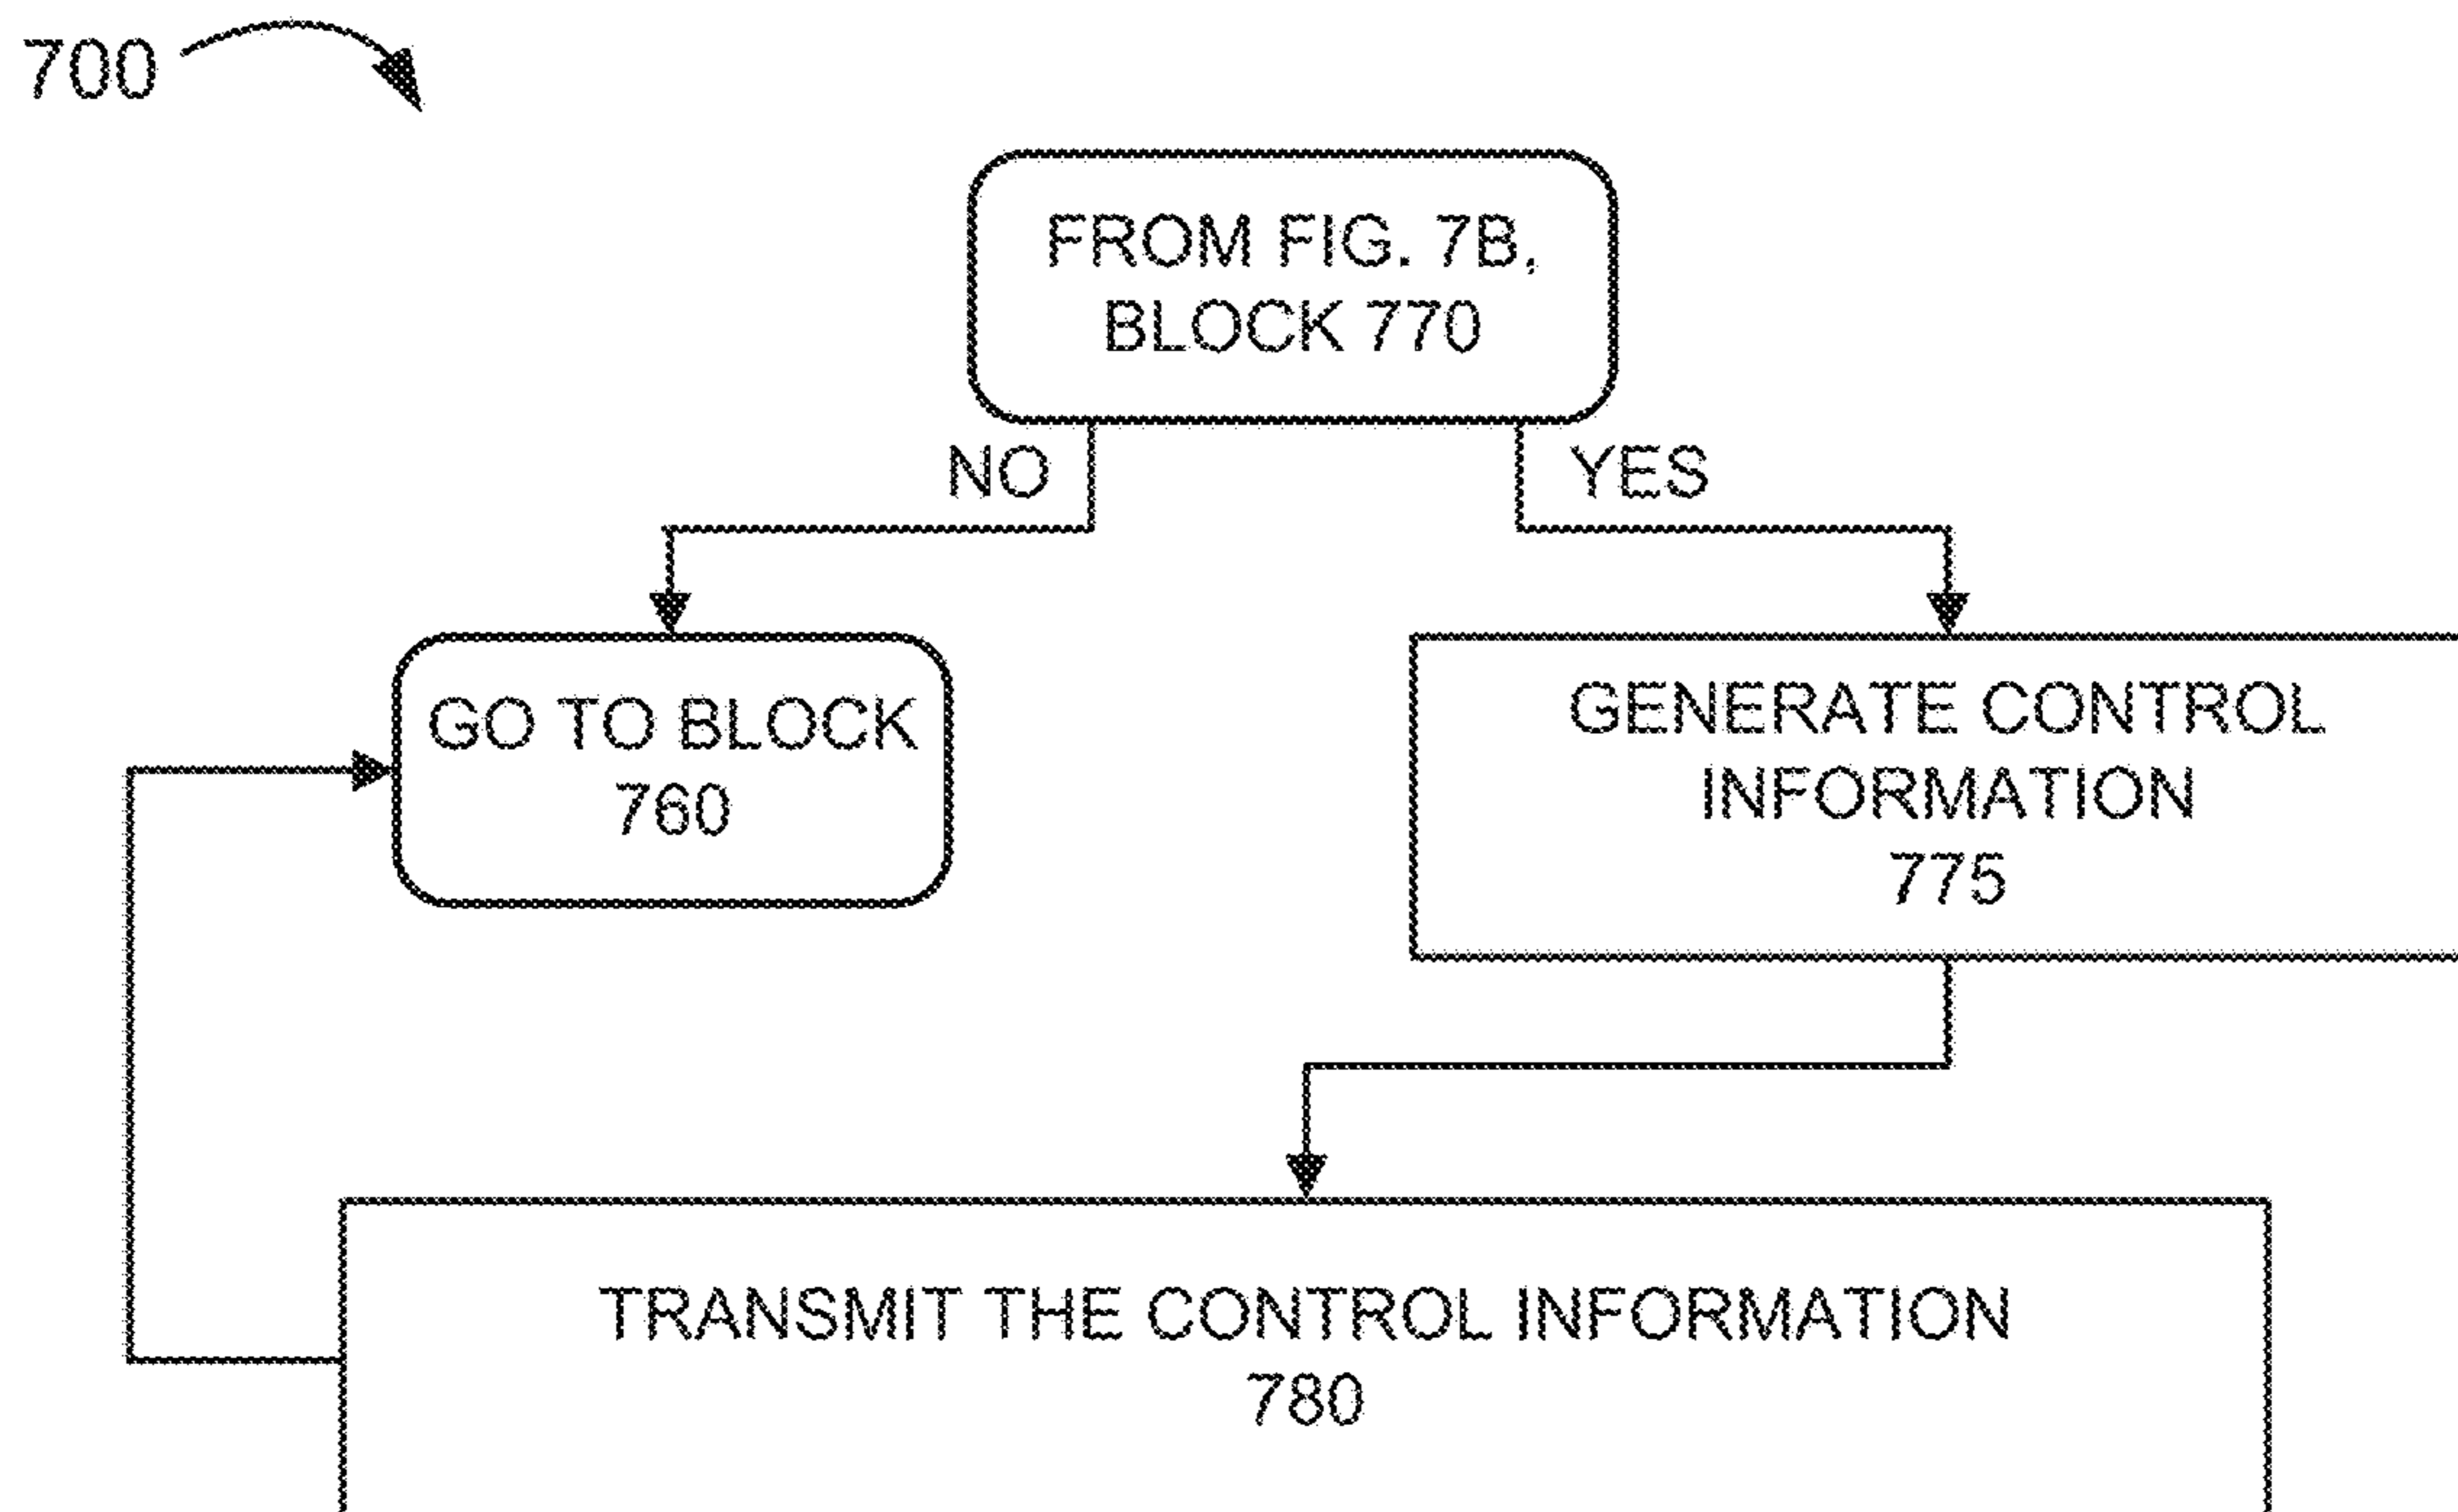 700
FROM FIG. 7B,
BLOCK 770
NO
YES
GO TO BLOCK
760
GENERATE CONTROL
INFORMATION
775
TRANSMIT THE CONTROL INFORMATION
780